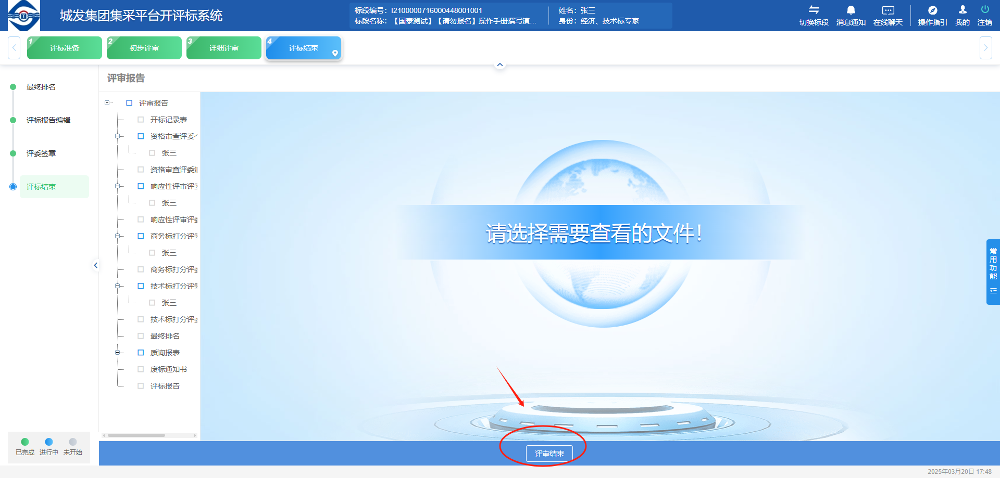 城发集团集采平台开评标系统
标段编号：I2100000716000448001001
标段名称：【国泰测试】【请勿报名】操作手册撰写演...
姓名：张三
身份：经济、技术标专家
切换标段
消息通知
在线聊天
操作指引
我的
注销
1 评标准备
2 初步评审
3 详细评审
4 评标结束
最终排名
评标报告编辑
评委签章
评标结束
评审报告
评审报告
开标记录表
资格审查评委
张三
资格审查评委
响应性评审评委
张三
响应性评审评委
商务标打分评委
张三
商务标打分评委
技术标打分评委
张三
技术标打分评委
最终排名
质询报表
废标通知书
评标报告
请选择需要查看的文件！
常用功能
评审结束
已完成
进行中
未开始
2025年03月20日 17:48